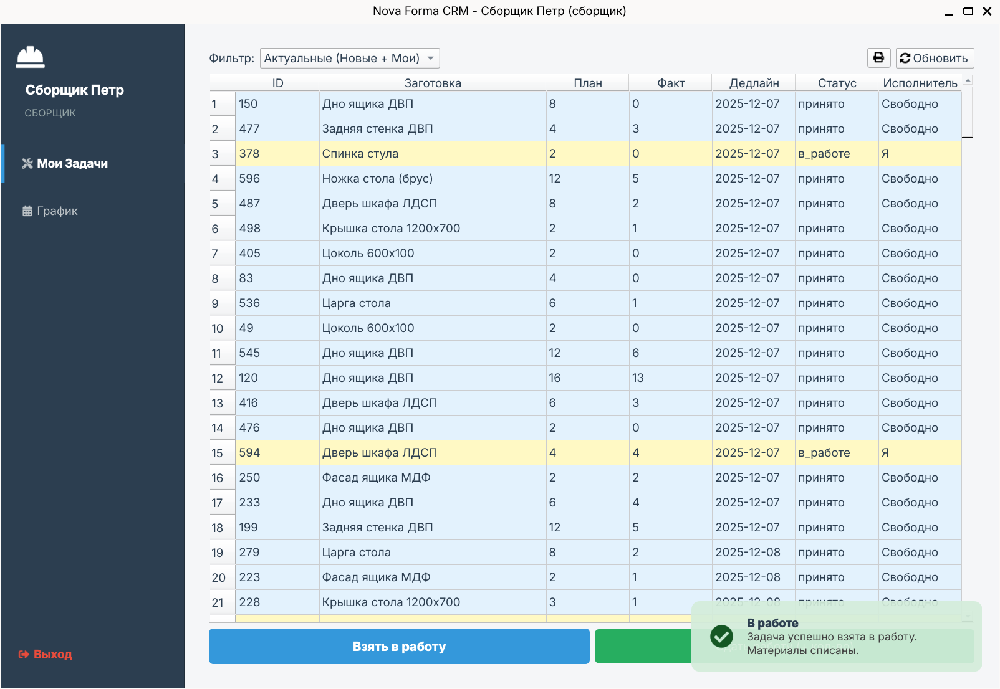 Nova Forma CRM - Сборщик Петр (сборщик)
Сборщик Петр
СБОРЩИК
Мои Задачи
График
Выход
Фильтр: Актуальные (Новые + Мои) Обновить
ID Заготовка План Факт Дедлайн Статус Исполнитель
1 150 Дно ящика ДВП 8 0 2025-12-07 принято Свободно
2 477 Задняя стенка ДВП 4 3 2025-12-07 принято Свободно
3 378 Спинка стула 2 0 2025-12-07 в_работе Я
4 596 Ножка стола (брус) 12 5 2025-12-07 принято Свободно
5 487 Дверь шкафа ЛДСП 8 2 2025-12-07 принято Свободно
6 498 Крышка стола 1200x700 2 1 2025-12-07 принято Свободно
7 405 Цоколь 600x100 2 0 2025-12-07 принято Свободно
8 83 Дно ящика ДВП 4 0 2025-12-07 принято Свободно
9 536 Царга стола 6 1 2025-12-07 принято Свободно
10 49 Цоколь 600x100 2 0 2025-12-07 принято Свободно
11 545 Дно ящика ДВП 12 6 2025-12-07 принято Свободно
12 120 Дно ящика ДВП 16 13 2025-12-07 принято Свободно
13 416 Дверь шкафа ЛДСП 6 3 2025-12-07 принято Свободно
14 476 Дно ящика ДВП 2 0 2025-12-07 принято Свободно
15 594 Дверь шкафа ЛДСП 4 4 2025-12-07 в_работе Я
16 250 Фасад ящика МДФ 2 2 2025-12-07 принято Свободно
17 233 Дно ящика ДВП 6 4 2025-12-07 принято Свободно
18 199 Задняя стенка ДВП 12 5 2025-12-07 принято Свободно
19 279 Царга стола 8 2 2025-12-08 принято Свободно
20 223 Фасад ящика МДФ 2 1 2025-12-08 принято Свободно
21 228 Крышка стола 1200x700 3 1 2025-12-08 принято Свободно
Взять в работу
В работе
Задача успешно взята в работу.
Материалы списаны.